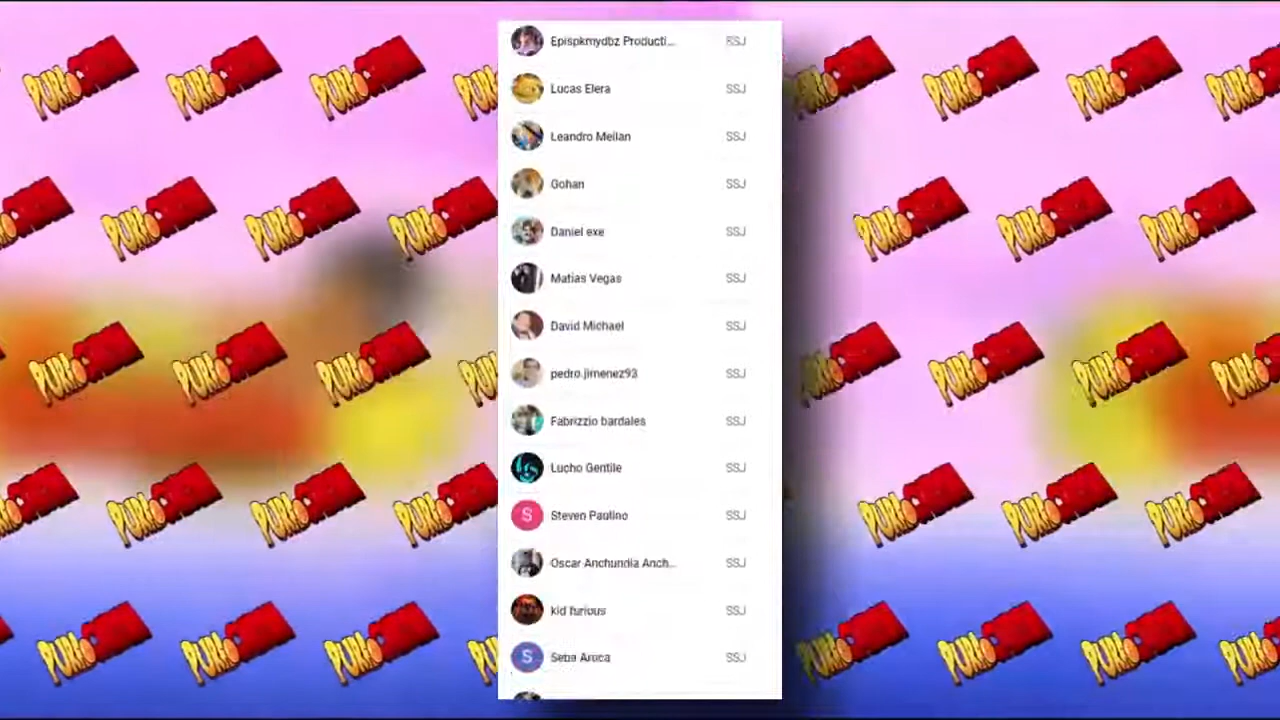 Epispkmydbz Producti... SSJ
Lucas Elera SSJ
Leandro Meilan SSJ
Gohan SSJ
Daniel exe SSJ
Matias Vegas SSJ
David Michael SSJ
pedro.jimenez93 SSJ
Fabrizzio bardales SSJ
Lucho Gentile SSJ
S Steven Paulino SSJ
Oscar Anchundia Anch... SSJ
kid furious SSJ
S Seba Aroca SSJ